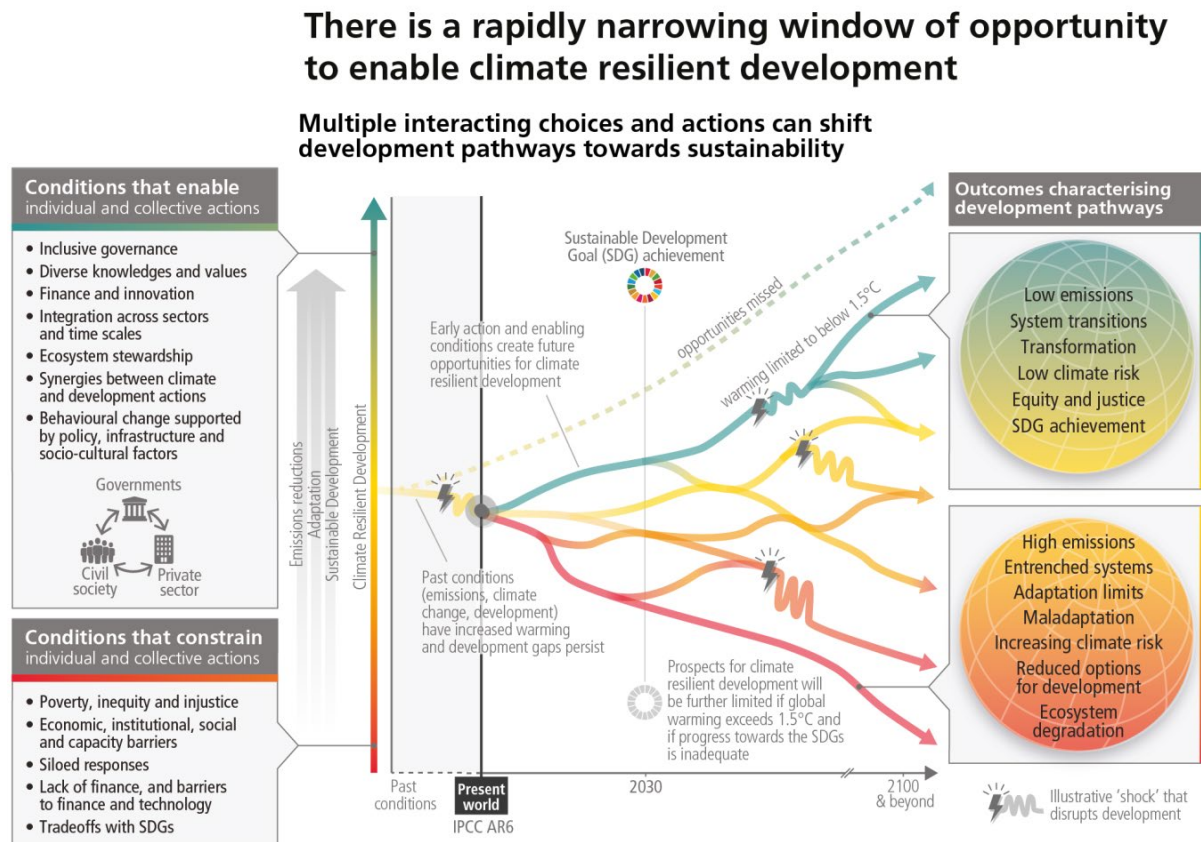 There is a rapidly narrowing window of opportunity
to enable climate resilient development
Multiple interacting choices and actions can shift
development pathways towards sustainability
Conditions that enable
individual and collective actions
• Inclusive governance
• Diverse knowledges and values
• Finance and innovation
• Integration across sectors
and time scales
• Ecosystem stewardship
• Synergies between climate
and development actions
• Behavioural change supported
by policy, infrastructure and
socio-cultural factors
Governments
Civil
society
Private
sector
Conditions that constrain
individual and collective actions
• Poverty, inequity and injustice
• Economic, institutional, social
and capacity barriers
• Siloed responses
• Lack of finance, and barriers
to finance and technology
• Tradeoffs with SDGs
Emissions reductions
Adaptation
Sustainable Development
Climate Resilient Development
Sustainable Development
Goal (SDG) achievement
Early action and enabling
conditions create future
opportunities for climate
resilient development
opportunities missed
warming limited to below 1.5°C
Past conditions
(emissions, climate
change, development)
have increased warming
and development gaps persist
Prospects for climate
resilient development will
be further limited if global
warming exceeds 1.5°C and
if progress towards the SDGs
is inadequate
Past
conditions
Present
world
IPCC AR6
2030
2100
& beyond
Outcomes characterising
development pathways
Low emissions
System transitions
Transformation
Low climate risk
Equity and justice
SDG achievement
High emissions
Entrenched systems
Adaptation limits
Maladaptation
Increasing climate risk
Reduced options
for development
Ecosystem
degradation
Illustrative ‘shock’ that
disrupts development